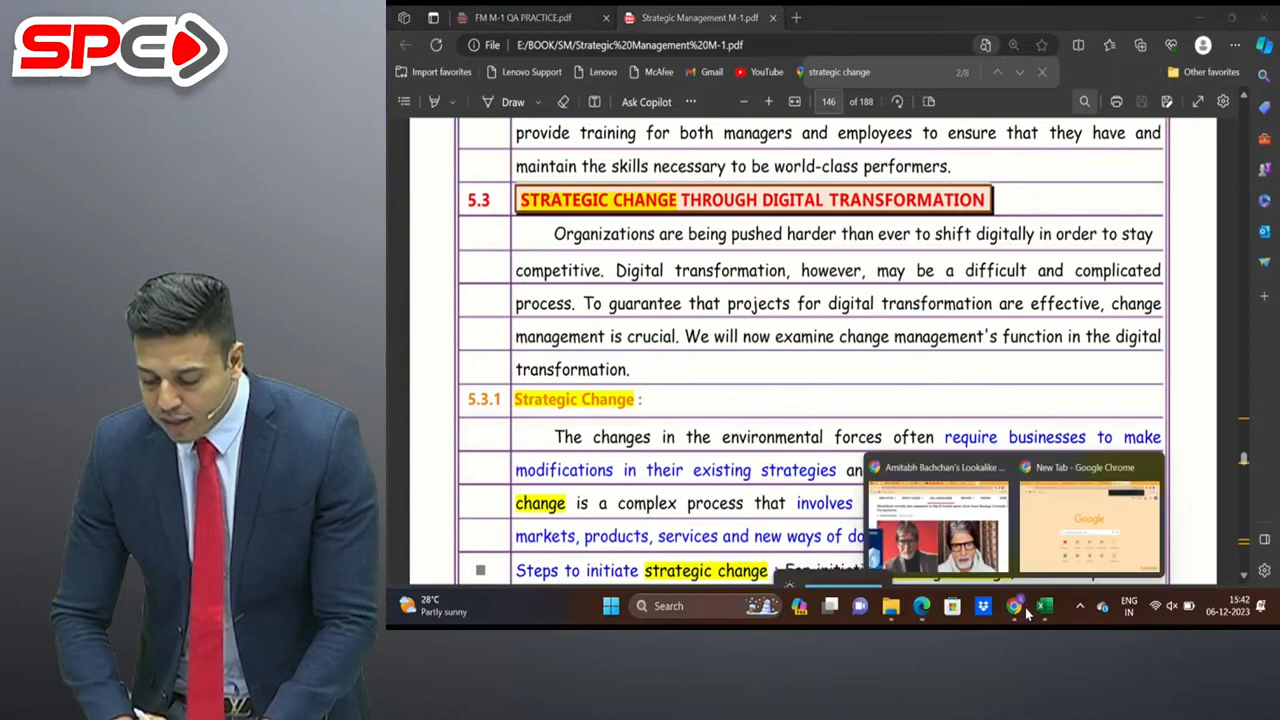 SPC
FM M-1 QA PRACTICE.pdf
Strategic Management M-1.pdf
File
E:/BOOK/SM/Strategic%20Management%20M-1.pdf
Import favorites
Lenovo Support
Lenovo
McAfee
Gmail
YouTube
strategic change
2/8
Other favorites
Draw
Ask Copilot
146
of 188
provide training for both managers and employees to ensure that they have and
maintain the skills necessary to be world-class performers.
5.3 STRATEGIC CHANGE THROUGH DIGITAL TRANSFORMATION
Organizations are being pushed harder than ever to shift digitally in order to stay
competitive. Digital transformation, however, may be a difficult and complicated
process. To guarantee that projects for digital transformation are effective, change
management is crucial. We will now examine change management's function in the digital
transformation.
5.3.1 Strategic Change :
The changes in the environmental forces often require businesses to make
modifications in their existing strategies
change is a complex process that involves
markets, products, services and new ways of
Steps to initiate strategic change :
Amitabh Bachchan's Lookalike ...
New Tab - Google Chrome
Google
28°C
Partly sunny
Search
ENG
IN
15:42
06-12-2023